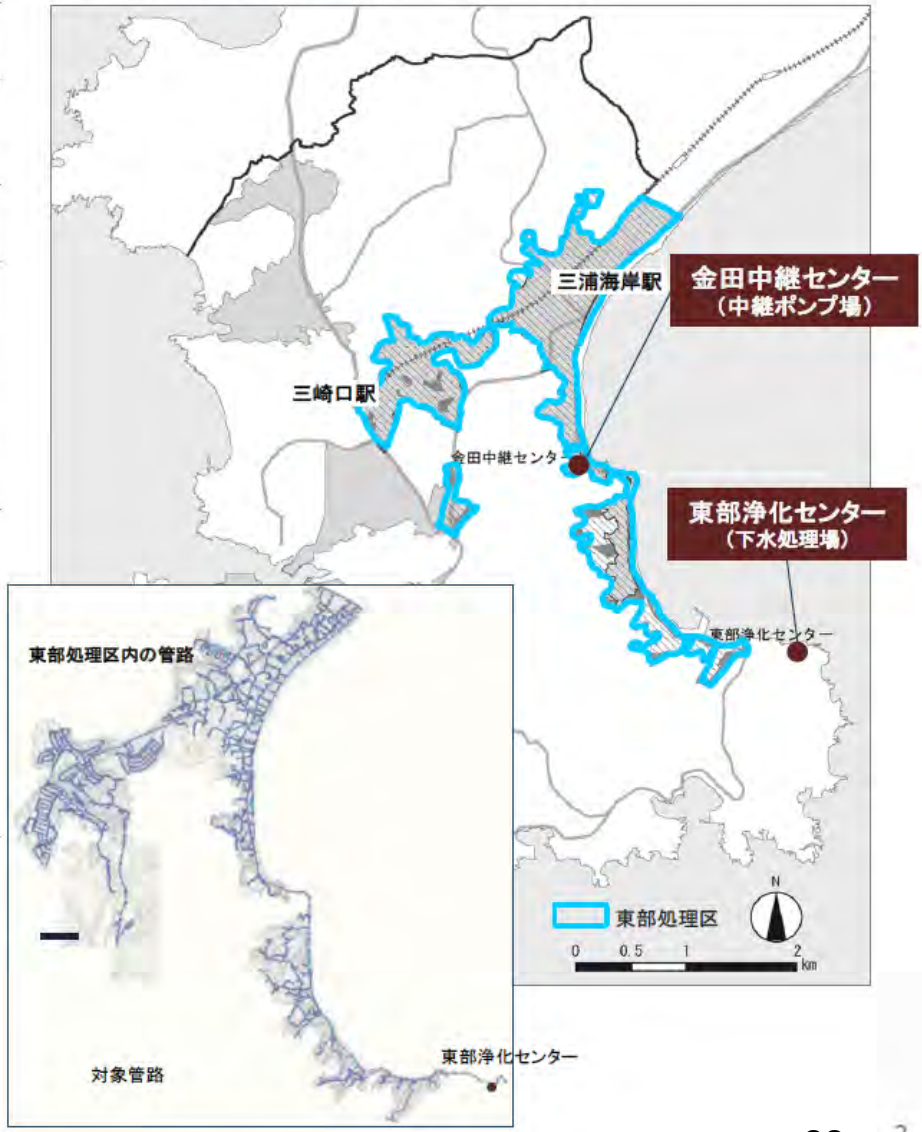 三浦海岸駅
金田中継センター
（中継ポンプ場）
三崎口駅
金田中継センター
東部浄化センター
（下水処理場）
東部浄化センター
東部処理区内の管路
N
東部処理区
0 0.5 1 2
km
東部浄化センター
対象管路